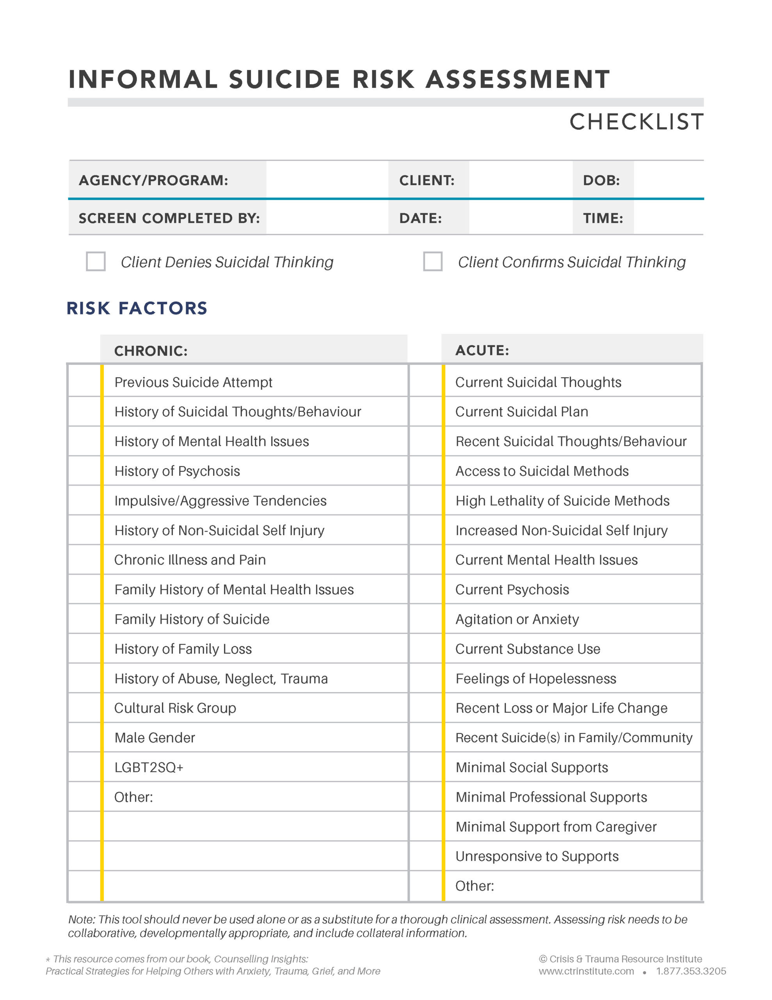 INFORMAL SUICIDE RISK ASSESSMENT
CHECKLIST
AGENCY/PROGRAM: CLIENT: DOB:
SCREEN COMPLETED BY: DATE: TIME:
Client Denies Suicidal Thinking Client Confirms Suicidal Thinking
RISK FACTORS
CHRONIC: ACUTE:
Previous Suicide Attempt Current Suicidal Thoughts
History of Suicidal Thoughts/Behaviour Current Suicidal Plan
History of Mental Health Issues Recent Suicidal Thoughts/Behaviour
History of Psychosis Access to Suicidal Methods
Impulsive/Aggressive Tendencies High Lethality of Suicide Methods
History of Non-Suicidal Self Injury Increased Non-Suicidal Self Injury
Chronic Illness and Pain Current Mental Health Issues
Family History of Mental Health Issues Current Psychosis
Family History of Suicide Agitation or Anxiety
History of Family Loss Current Substance Use
History of Abuse, Neglect, Trauma Feelings of Hopelessness
Cultural Risk Group Recent Loss or Major Life Change
Male Gender Recent Suicide(s) in Family/Community
LGBT2SQ+ Minimal Social Supports
Other: Minimal Professional Supports
Minimal Support from Caregiver
Unresponsive to Supports
Other:
Note: This tool should never be used alone or as a substitute for a thorough clinical assessment. Assessing risk needs to be
collaborative, developmentally appropriate, and include collateral information.
* This resource comes from our book, Counselling Insights: © Crisis & Trauma Resource Institute
Practical Strategies for Helping Others with Anxiety, Trauma, Grief, and More www.ctrinstitute.com • 1.877.353.3205